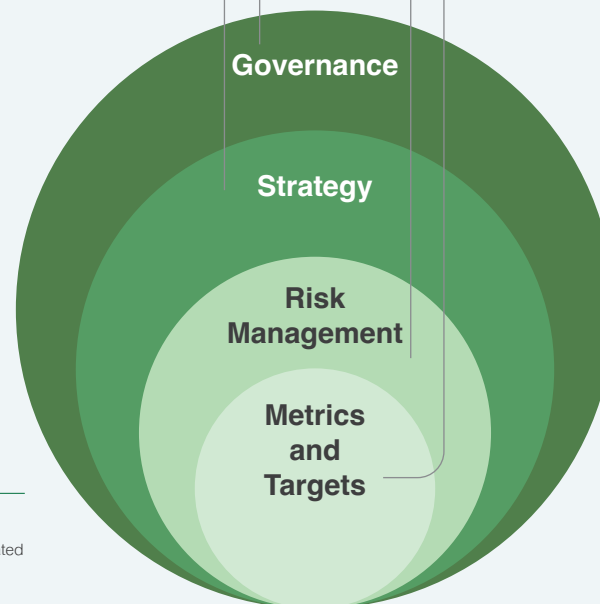 Governance
Strategy
Risk
Management
Metrics
and
Targets